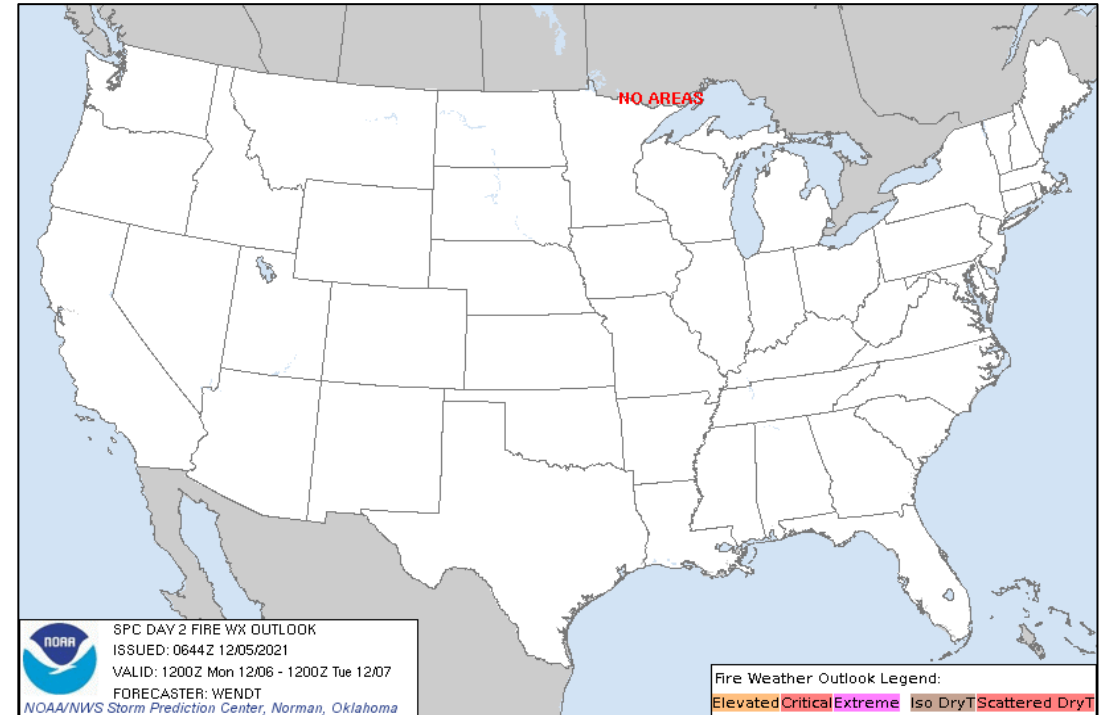 NO AREAS
NOAA
SPC DAY 2 FIRE WX OUTLOOK
ISSUED: 0644Z 12/05/2021
VALID: 1200Z Mon 12/06 - 1200Z Tue 12/07
FORECASTER: WENDT
NOAA/NWS Storm Prediction Center, Norman, Oklahoma
Fire Weather Outlook Legend:
Elevated Critical Extreme Iso DryT Scattered DryT